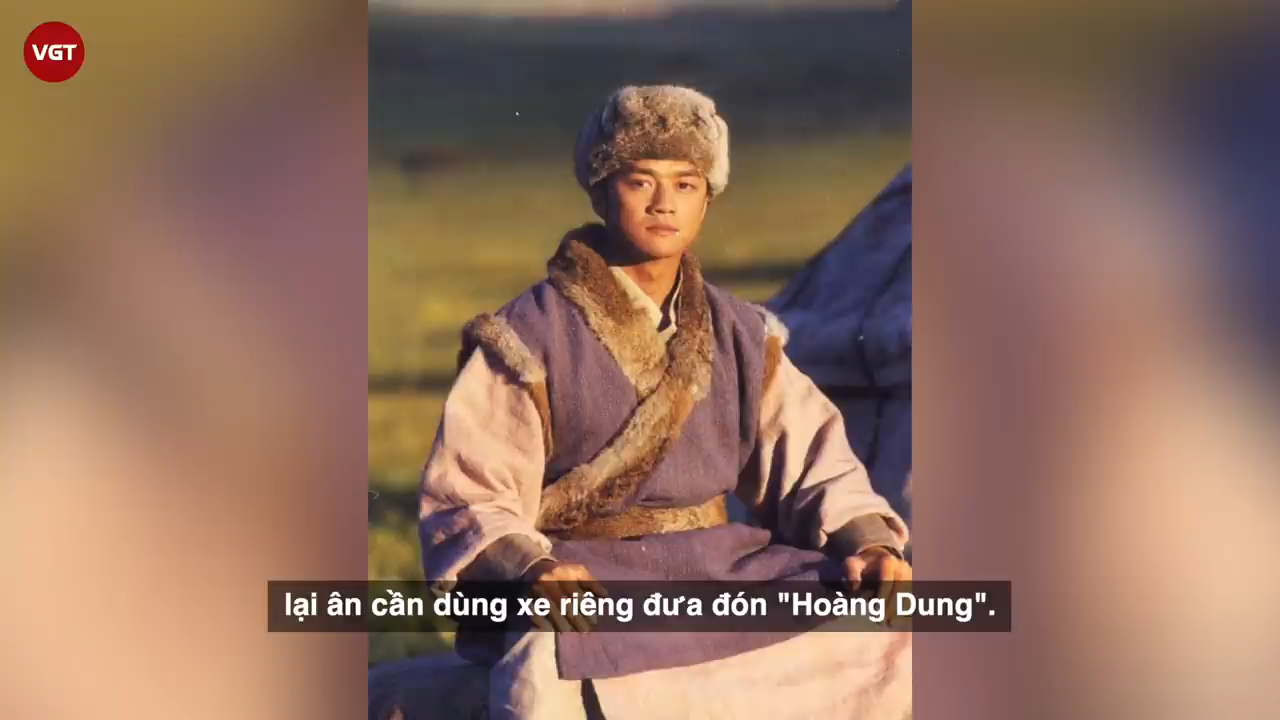 VGT
lại ân cần dùng xe riêng đưa đón "Hoàng Dung".